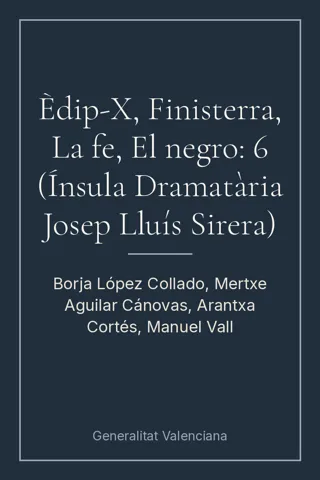 Èdip-X, Finisterra,
La fe, El negro: 6
(Ínsula Dramatària
Josep Lluís Sirera)
Borja López Collado, Mertxe
Aguilar Cánovas, Arantxa
Cortés, Manuel Vall
Generalitat Valenciana